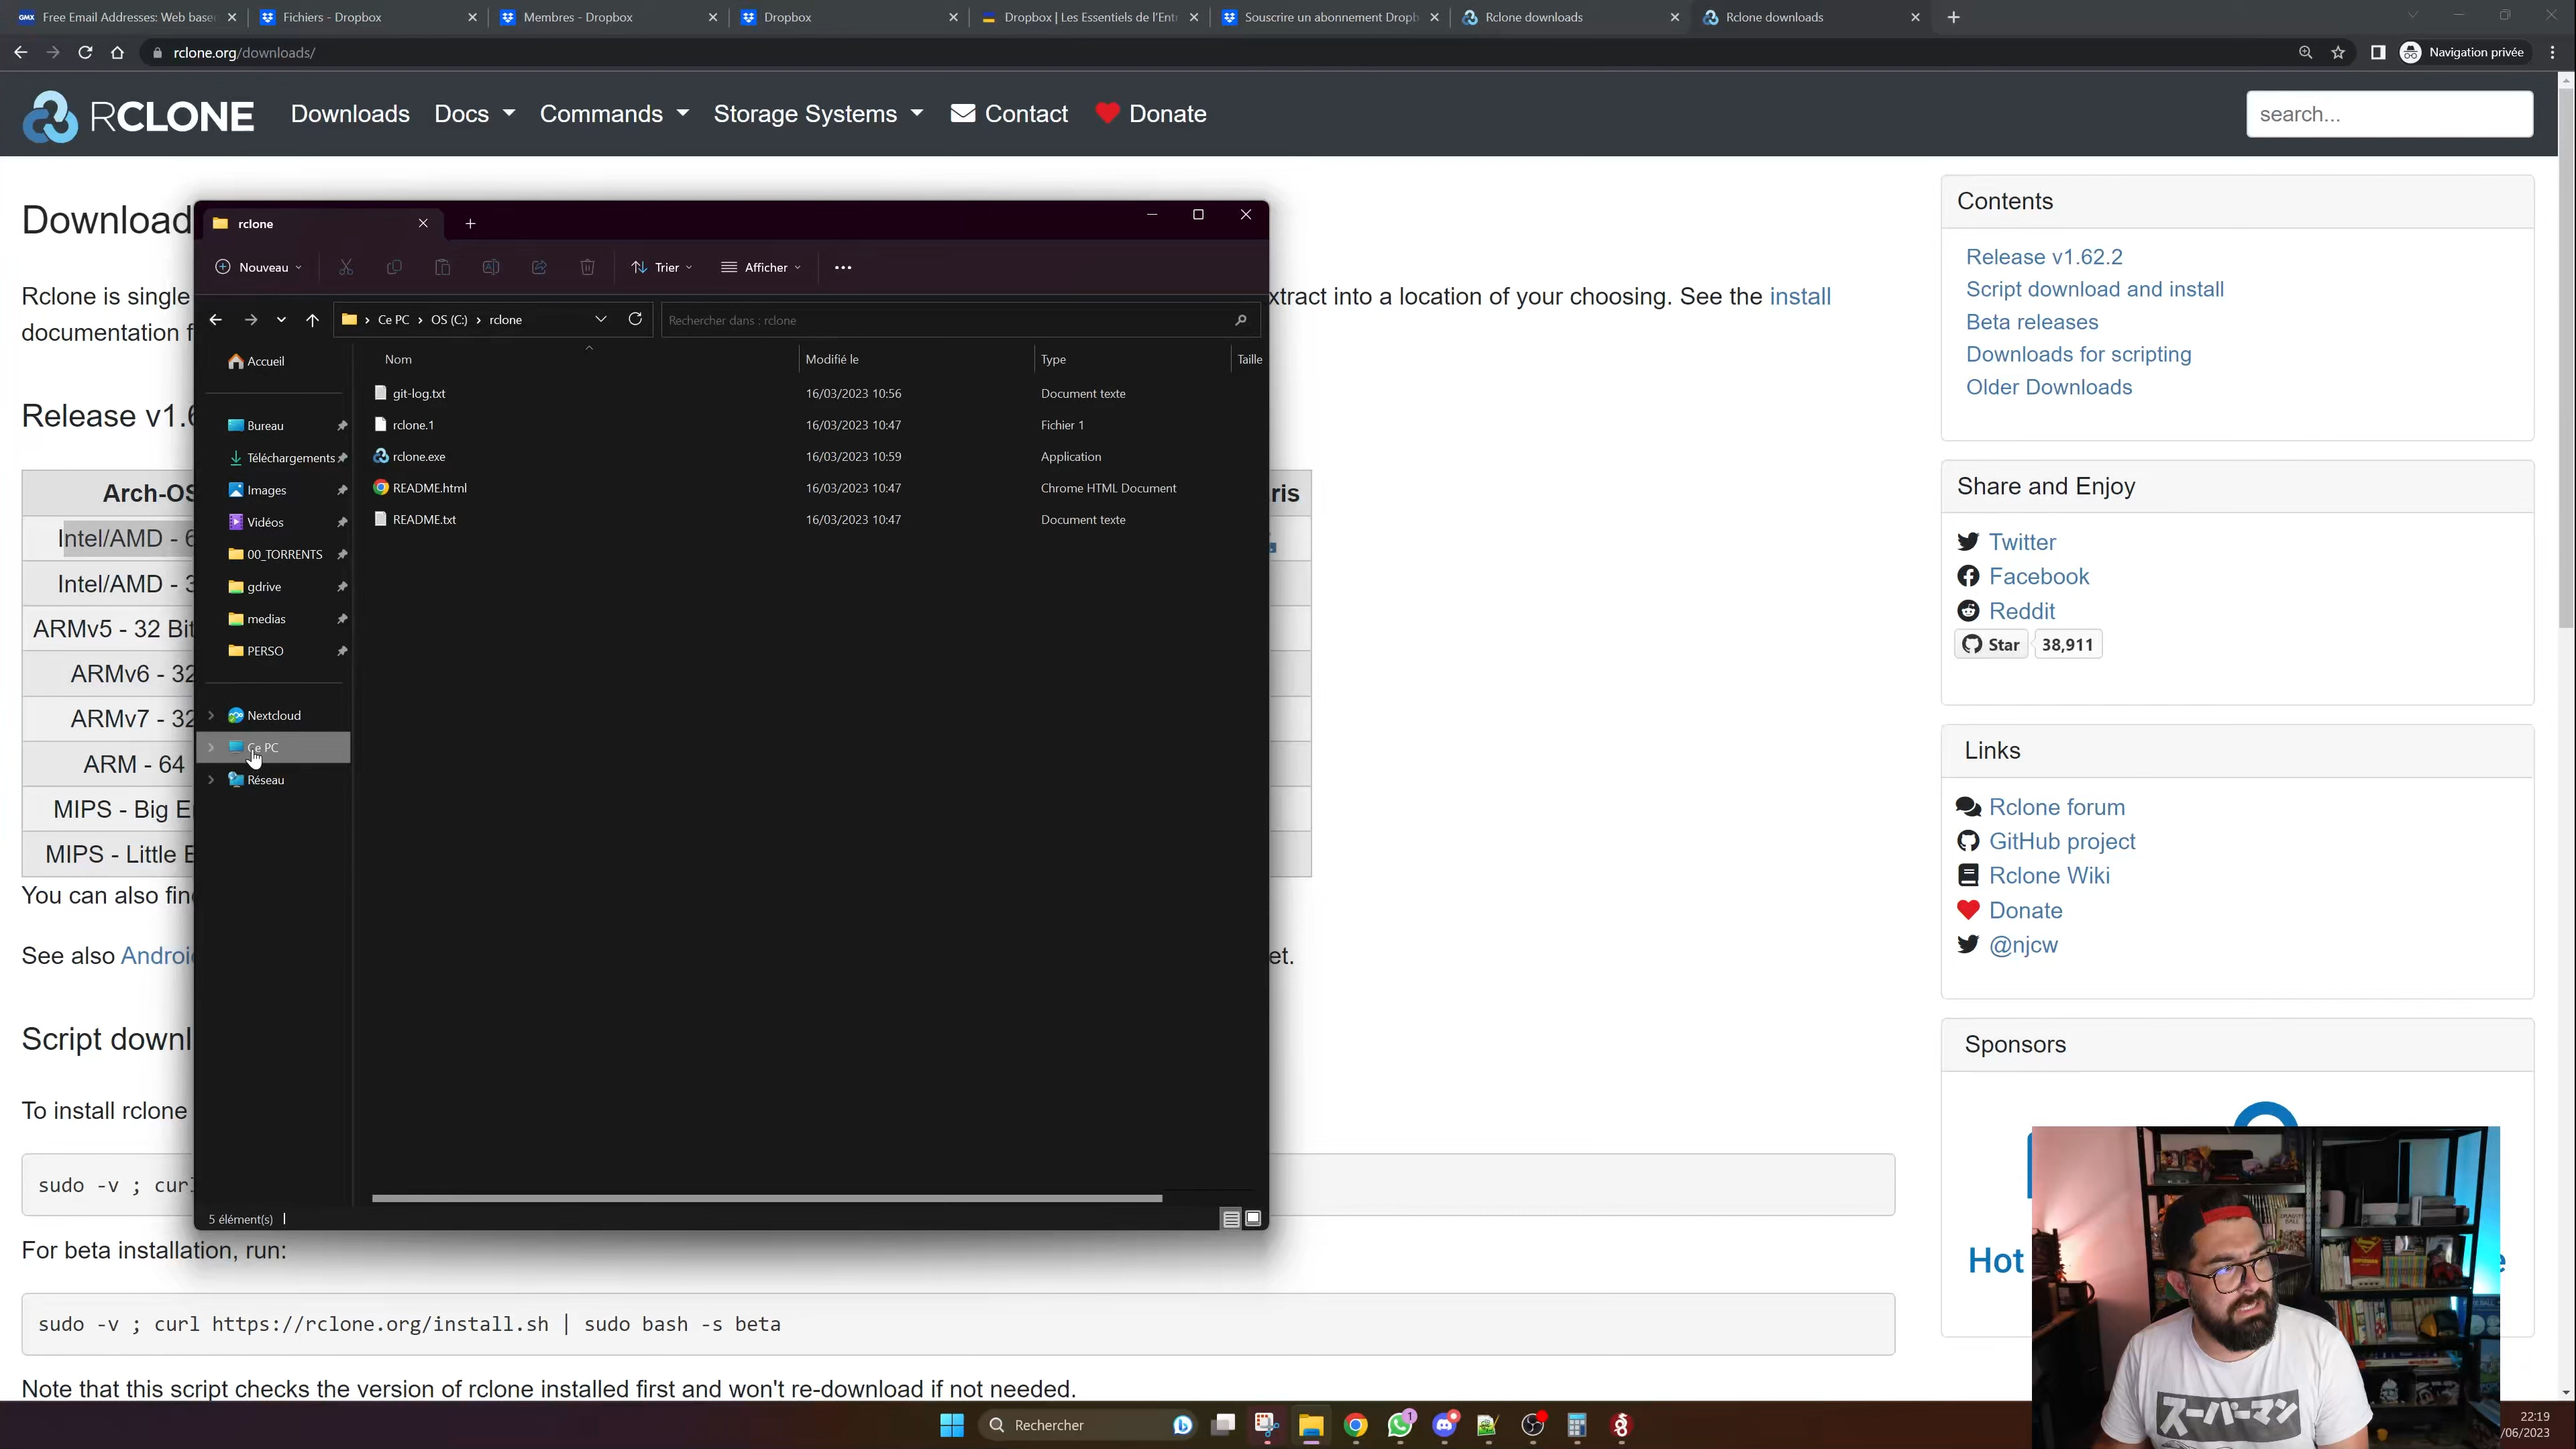 Free Email Addresses: Web base
Fichiers - Dropbox
Membres - Dropbox
Dropbox
Dropbox | Les Essentiels de l'Ent
Souscrire un abonnement Dropb
Rclone downloads
Rclone downloads
rclone.org/downloads/
Navigation privée
RCLONE
Downloads
Docs
Commands
Storage Systems
Contact
Donate
search...
Download
Rclone is single
xtract into a location of your choosing. See the install
documentation f
Release v1.6
Arch-OS
ris
Intel/AMD - 6
Intel/AMD - 3
ARMv5 - 32 Bit
ARMv6 - 32
ARMv7 - 32
ARM - 64
MIPS - Big E
MIPS - Little E
You can also fin
See also Androi
et.
Script downl
To install rclone
sudo -v ; curl
For beta installation, run:
sudo -v ; curl https://rclone.org/install.sh | sudo bash -s beta
Note that this script checks the version of rclone installed first and won't re-download if not needed.
rclone
Nouveau
Trier
Afficher
Ce PC > OS (C:) > rclone
Rechercher dans : rclone
Nom
Modifié le
Type
Taille
git-log.txt
16/03/2023 10:56
Document texte
rclone.1
16/03/2023 10:47
Fichier 1
rclone.exe
16/03/2023 10:59
Application
README.html
16/03/2023 10:47
Chrome HTML Document
README.txt
16/03/2023 10:47
Document texte
Accueil
Bureau
Téléchargements
Images
Vidéos
00_TORRENTS
gdrive
medias
PERSO
Nextcloud
Ce PC
Réseau
5 élément(s)
Contents
Release v1.62.2
Script download and install
Beta releases
Downloads for scripting
Older Downloads
Share and Enjoy
Twitter
Facebook
Reddit
Star
38,911
Links
Rclone forum
GitHub project
Rclone Wiki
Donate
@njcw
Sponsors
Hot
スーパーマン
Rechercher
1
22:19
/06/2023